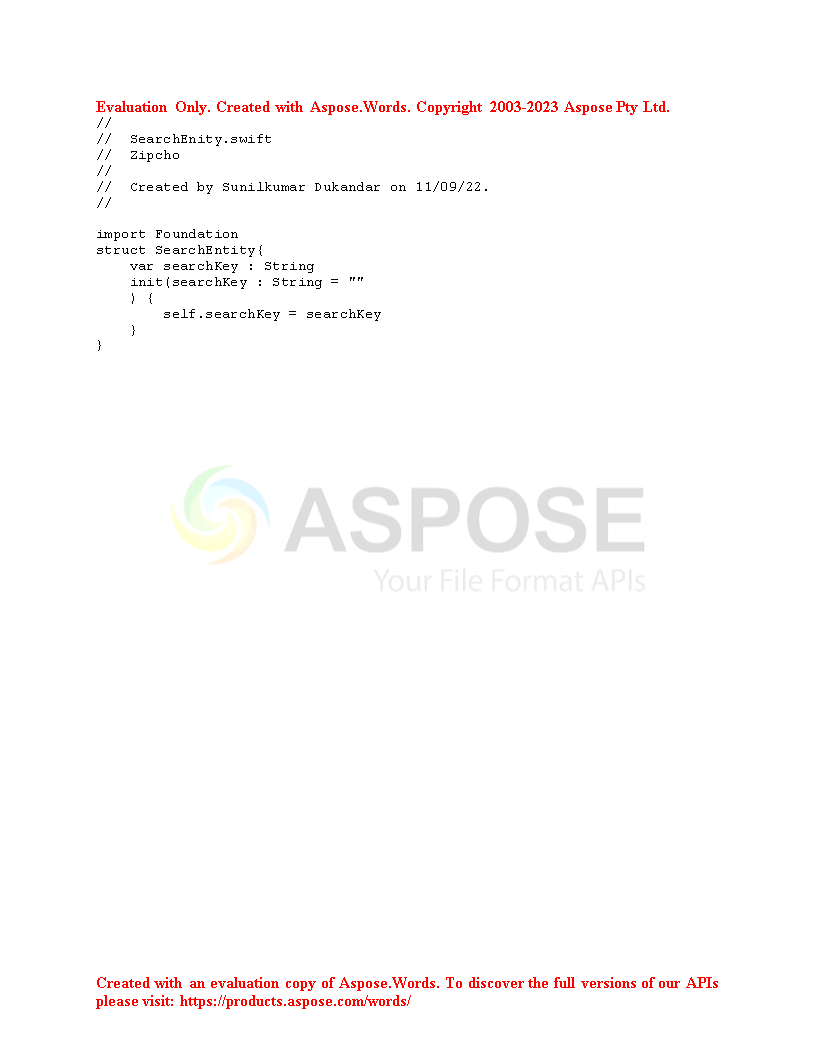 Evaluation Only. Created with Aspose.Words. Copyright 2003-2023 Aspose Pty Ltd.
//
//  SearchEnity.swift
//  Zipcho
//
//  Created by Sunilkumar Dukandar on 11/09/22.
//
import Foundation
struct SearchEntity{
    var searchKey : String
    init(searchKey : String = ""
    ) {
        self.searchKey = searchKey
    }
}
ASPOSE
Your File Format APIs
Created with an evaluation copy of Aspose.Words. To discover the full versions of our APIs
please visit: https://products.aspose.com/words/